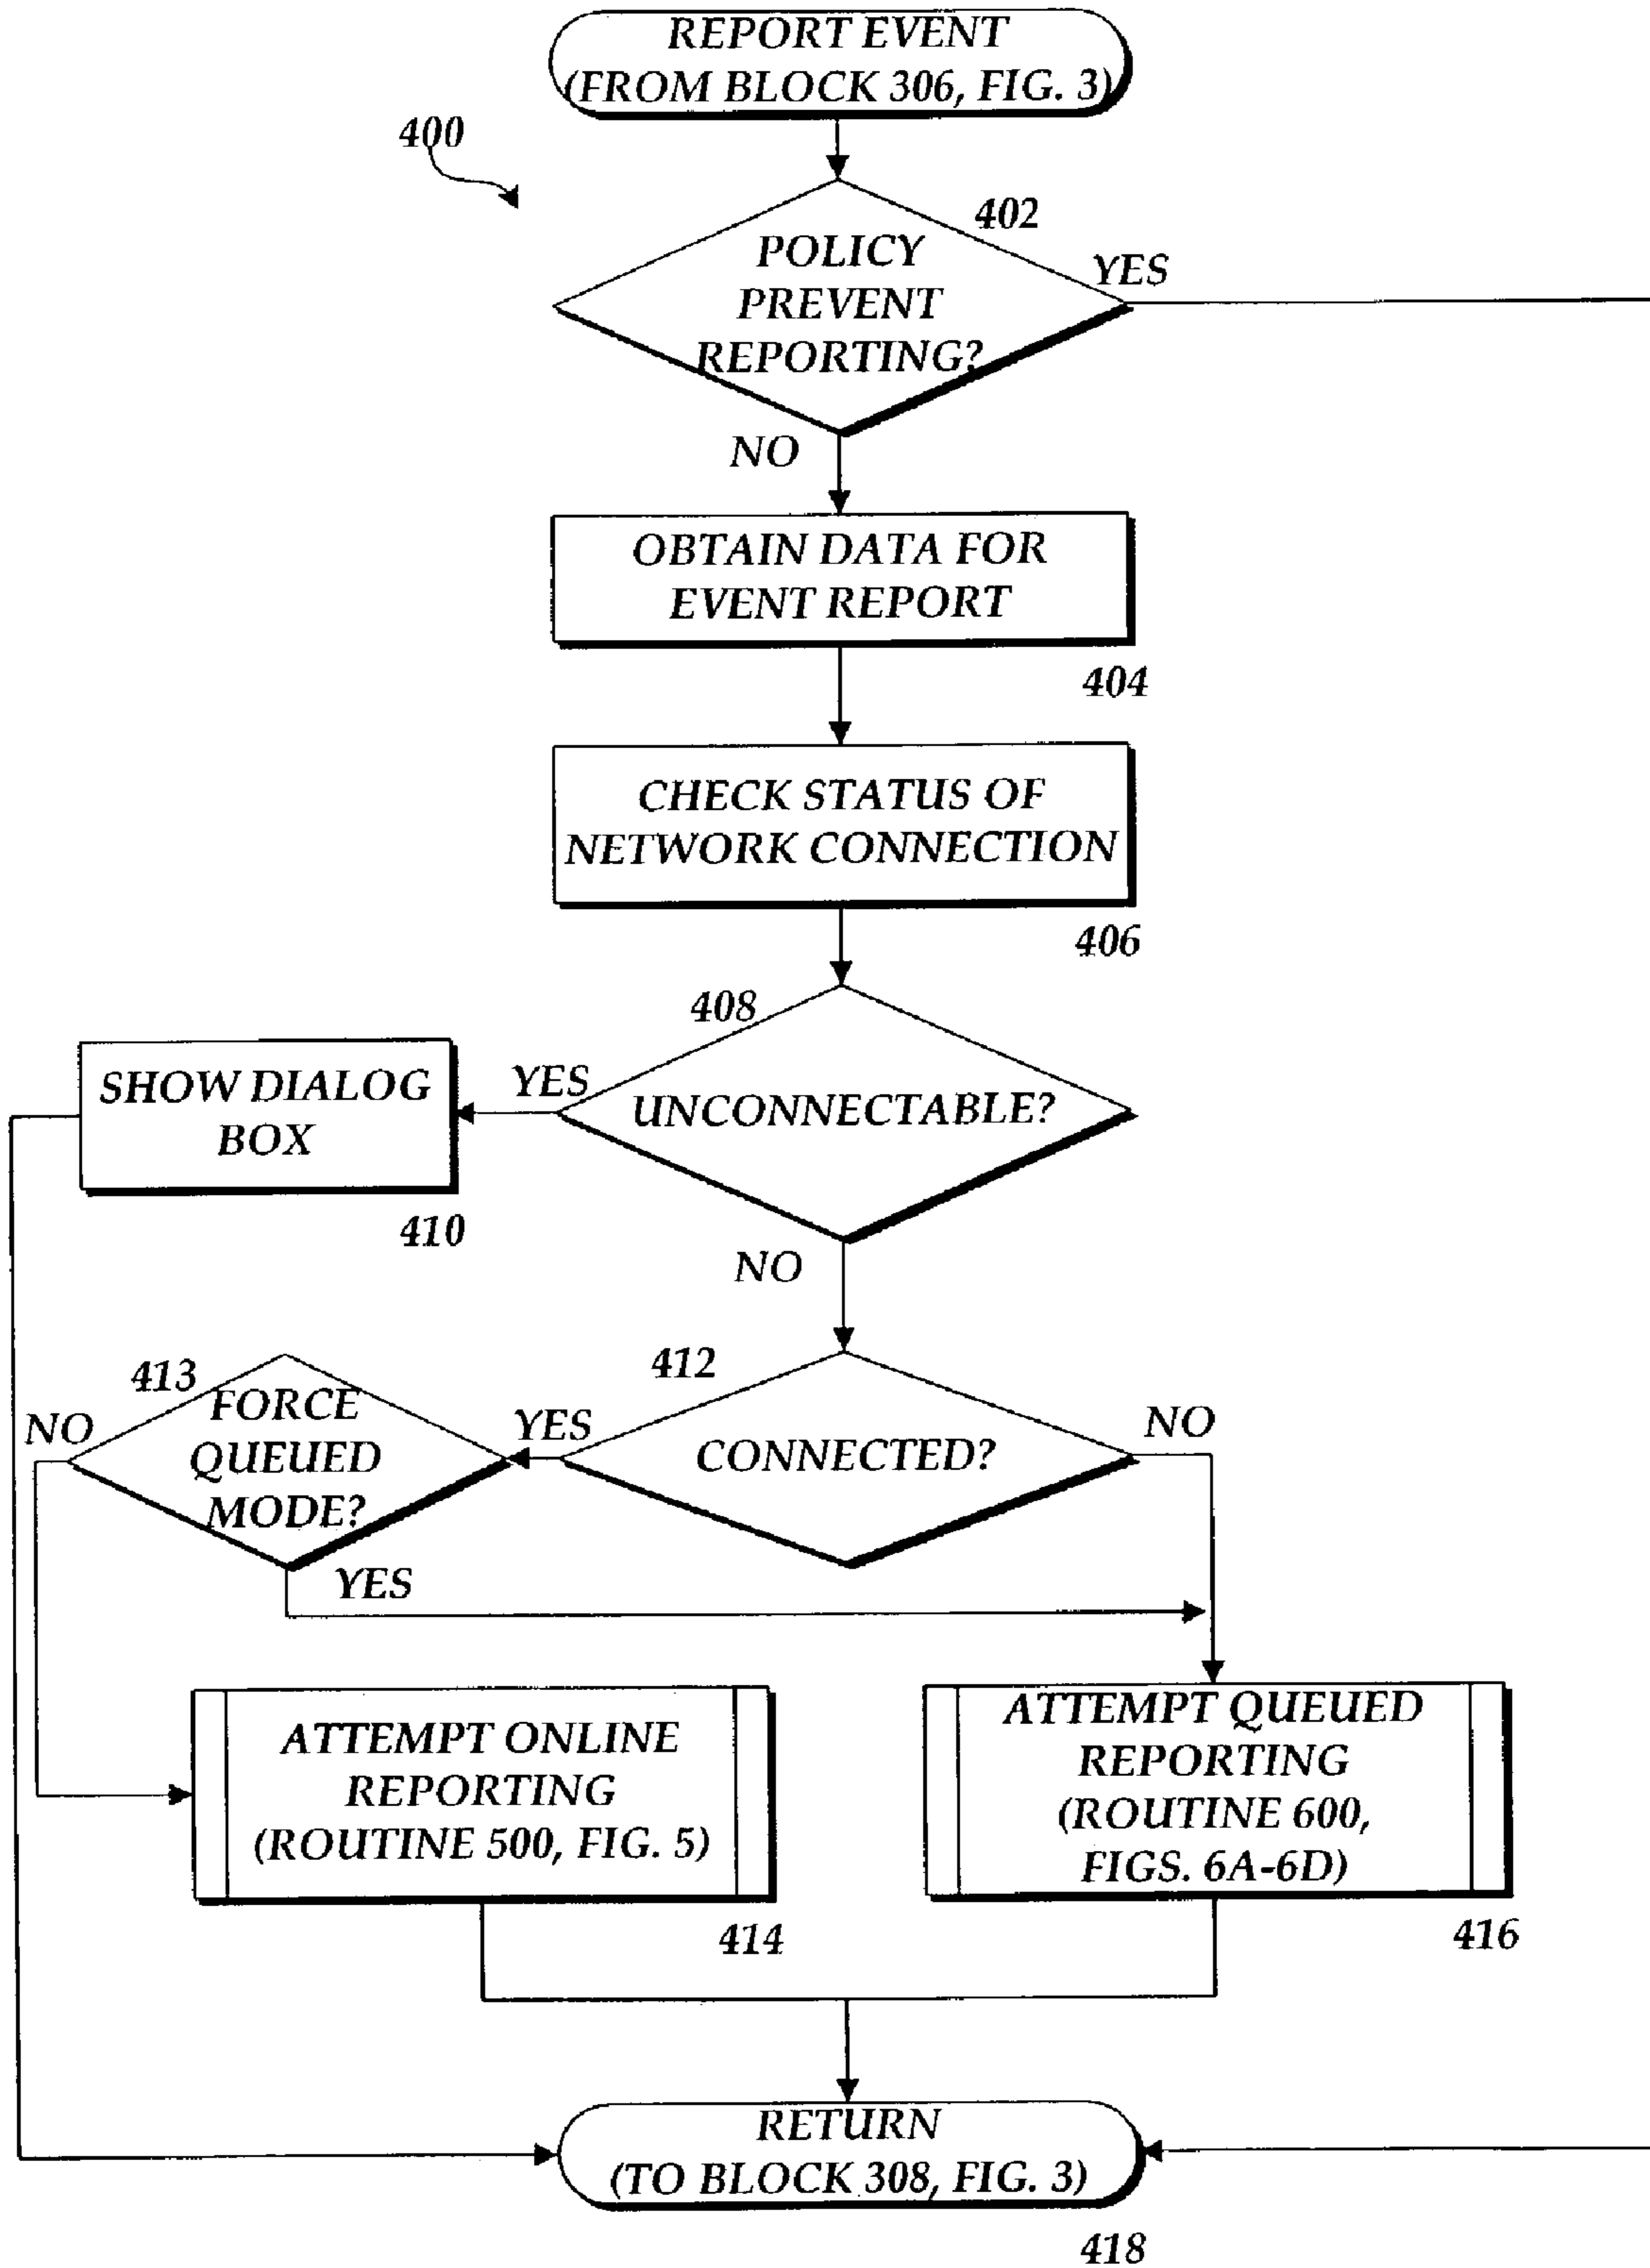 REPORT EVENT
(FROM BLOCK 306, FIG. 3)
400
402
POLICY
PREVENT
REPORTING?
YES
NO
OBTAIN DATA FOR
EVENT REPORT
404
CHECK STATUS OF
NETWORK CONNECTION
406
408
UNCONNECTABLE?
YES
SHOW DIALOG
BOX
410
NO
412
CONNECTED?
YES
NO
413
FORCE
QUEUED
MODE?
NO
YES
ATTEMPT ONLINE
REPORTING
(ROUTINE 500, FIG. 5)
414
ATTEMPT QUEUED
REPORTING
(ROUTINE 600,
FIGS. 6A-6D)
416
RETURN
(TO BLOCK 308, FIG. 3)
418